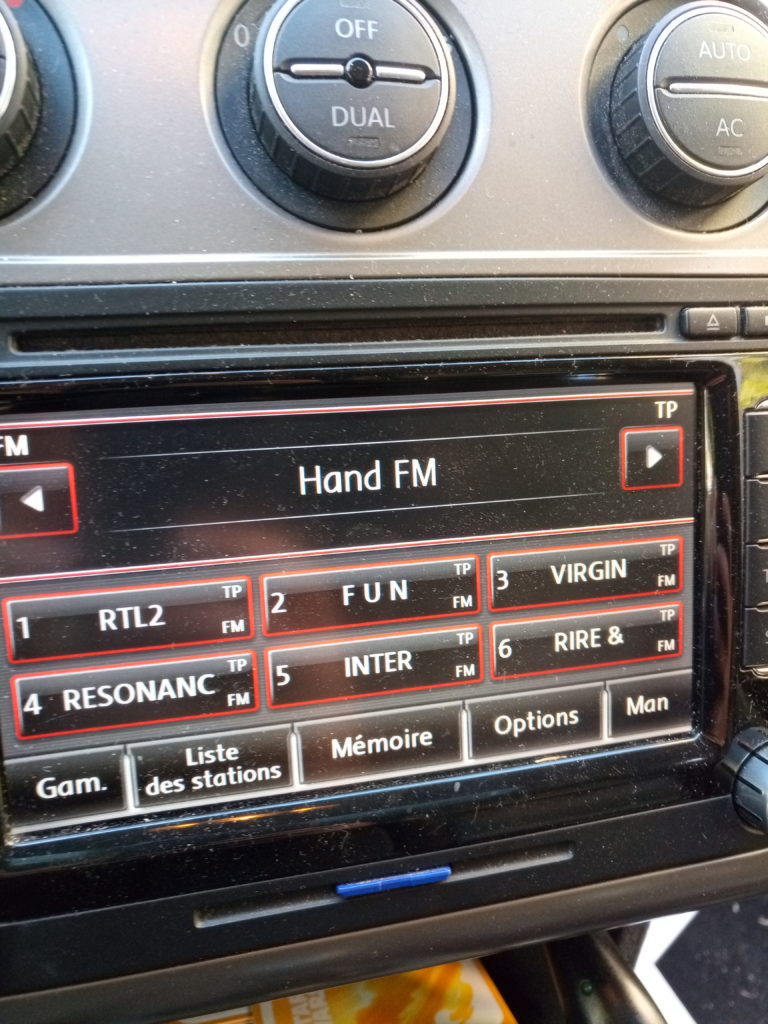 0
OFF
DUAL
AUTO
AC
FM
TP
Hand FM
1 RTL2 TP FM
2 F U N TP FM
3 VIRGIN TP FM
4 RESONANC TP FM
5 INTER TP FM
6 RIRE & TP FM
Gam.
Liste
des stations
Mémoire
Options
Man